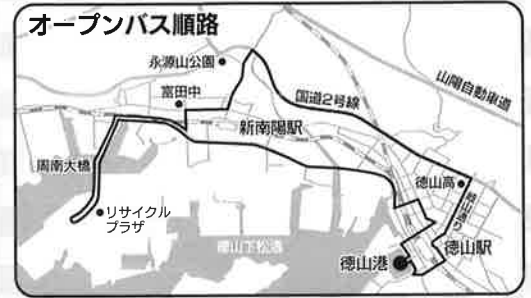 オープンバス順路
永源山公園
富田中
国道2号線
山陽自動車道
新南陽駅
周南大橋
徳山高
岐山通り
リサイクル
プラザ
徳山下松港
徳山港
徳山駅